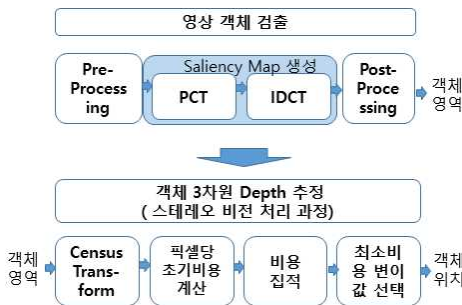 영상 객체 검출
Saliency Map 생성
Pre-
Process
ing
PCT
IDCT
Post-
Proce
ssing
객체
영역
객체 3차원 Depth 추정
( 스테레오 비전 처리 과정)
객체
영역
Census
Trans-
form
픽셀당
초기비용
계산
비용
집적
최소비
용 변이
값 선택
객체
위치